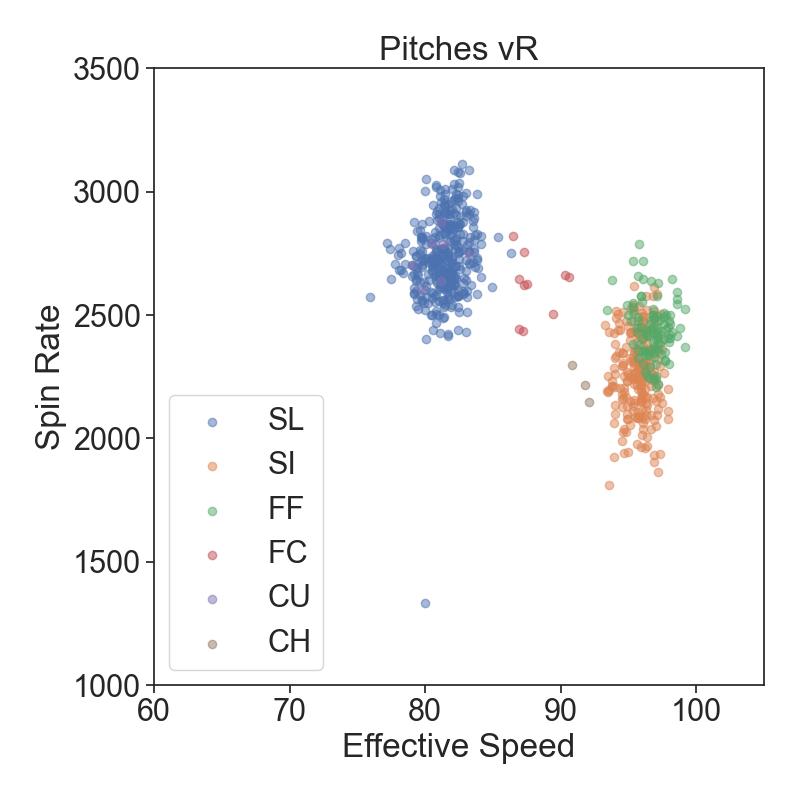 Pitches vR
3500
3000
2500
2000
1500
1000
Spin Rate
SL
SI
FF
FC
CU
CH
60 70 80 90 100
Effective Speed